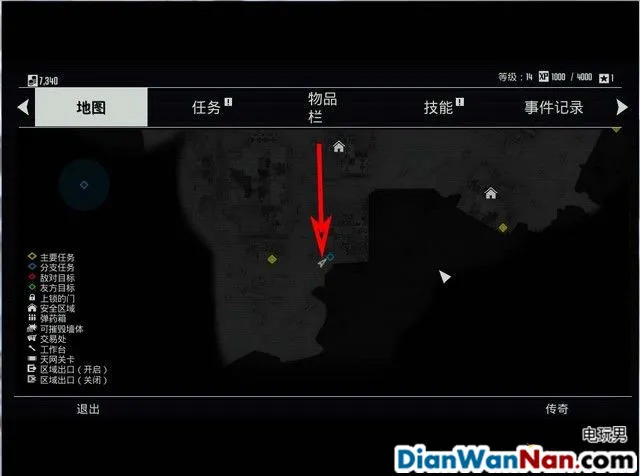 7,340
等级：14 XP 1000 / 4000 1
地图
任务
物品栏
技能
事件记录
主要任务
分支任务
敌对目标
友方目标
上锁的门
安全区域
弹药箱
可摧毁墙体
交易处
工作台
天网关卡
区域出口（开启）
区域出口（关闭）
退出
传奇
电玩男
DianWanNan.com